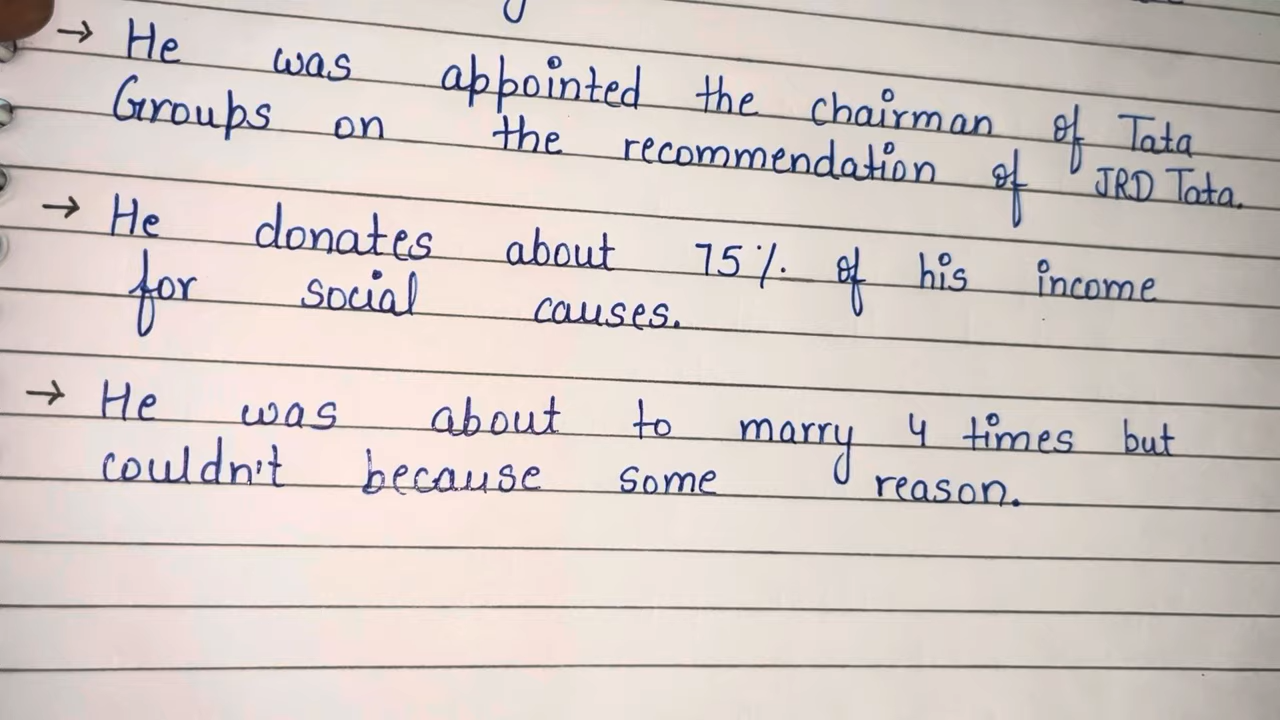 → He was appointed the chairman of Tata
Groups on the recommendation of JRD Tata.
→ He donates about 75% of his income
for social causes.
→ He was about to marry 4 times but
couldn't because some reason.